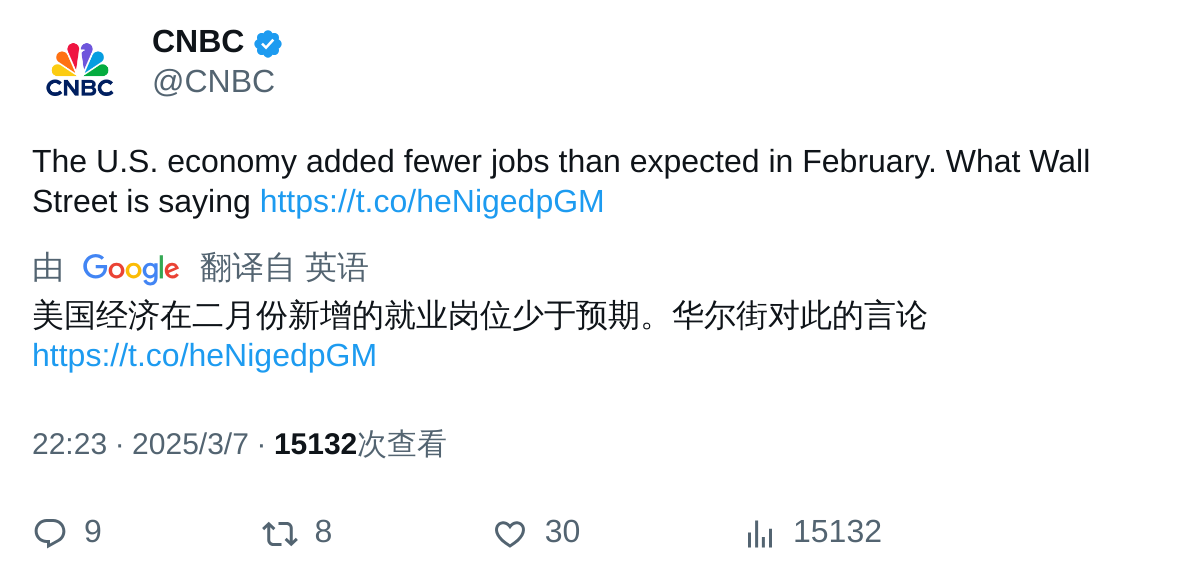 CNBC
CNBC
@CNBC
The U.S. economy added fewer jobs than expected in February. What Wall
Street is saying https://t.co/heNigedpGM
由 Google 翻译自 英语
美国经济在二月份新增的就业岗位少于预期。华尔街对此的言论
https://t.co/heNigedpGM
22:23 · 2025/3/7 · 15132次查看
9 8 30 15132